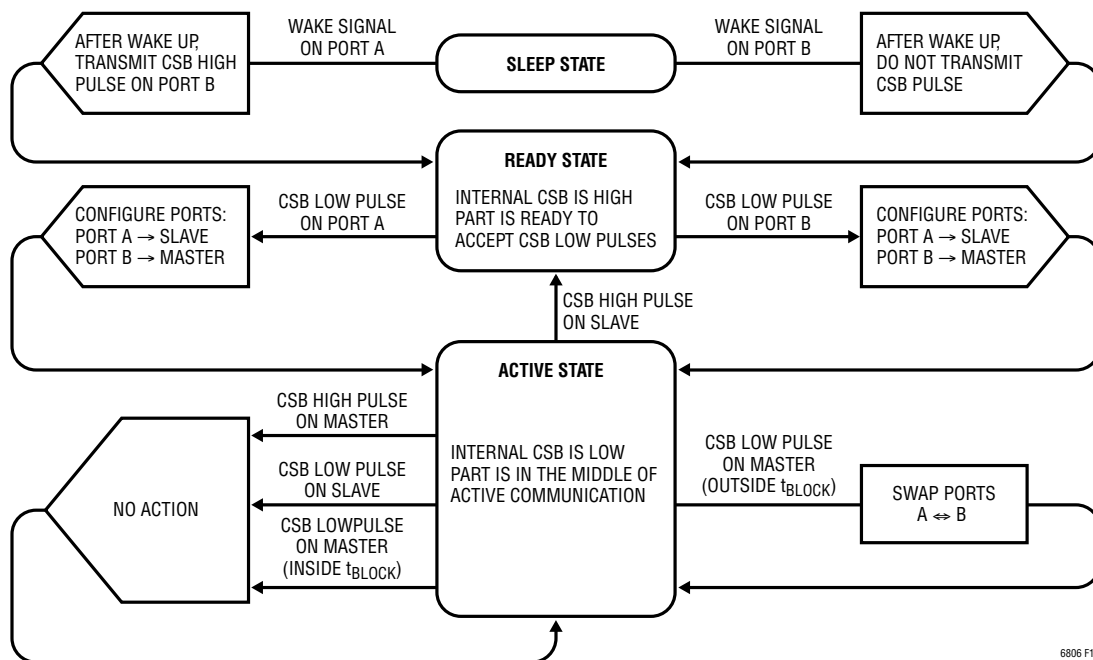 AFTER WAKE UP,
TRANSMIT CSB HIGH
PULSE ON PORT B
WAKE SIGNAL
ON PORT A
SLEEP STATE
WAKE SIGNAL
ON PORT B
AFTER WAKE UP,
DO NOT TRANSMIT
CSB PULSE
READY STATE
INTERNAL CSB IS HIGH
PART IS READY TO
ACCEPT CSB LOW PULSES
CONFIGURE PORTS:
PORT A → SLAVE
PORT B → MASTER
CSB LOW PULSE
ON PORT A
CSB LOW PULSE
ON PORT B
CONFIGURE PORTS:
PORT A → SLAVE
PORT B → MASTER
CSB HIGH PULSE
ON SLAVE
ACTIVE STATE
INTERNAL CSB IS LOW
PART IS IN THE MIDDLE OF
ACTIVE COMMUNICATION
CSB HIGH PULSE
ON MASTER
CSB LOW PULSE
ON SLAVE
CSB LOWPULSE
ON MASTER
(INSIDE tBLOCK)
NO ACTION
CSB LOW PULSE
ON MASTER
(OUTSIDE tBLOCK)
SWAP PORTS
A ⇔ B
6806 F1